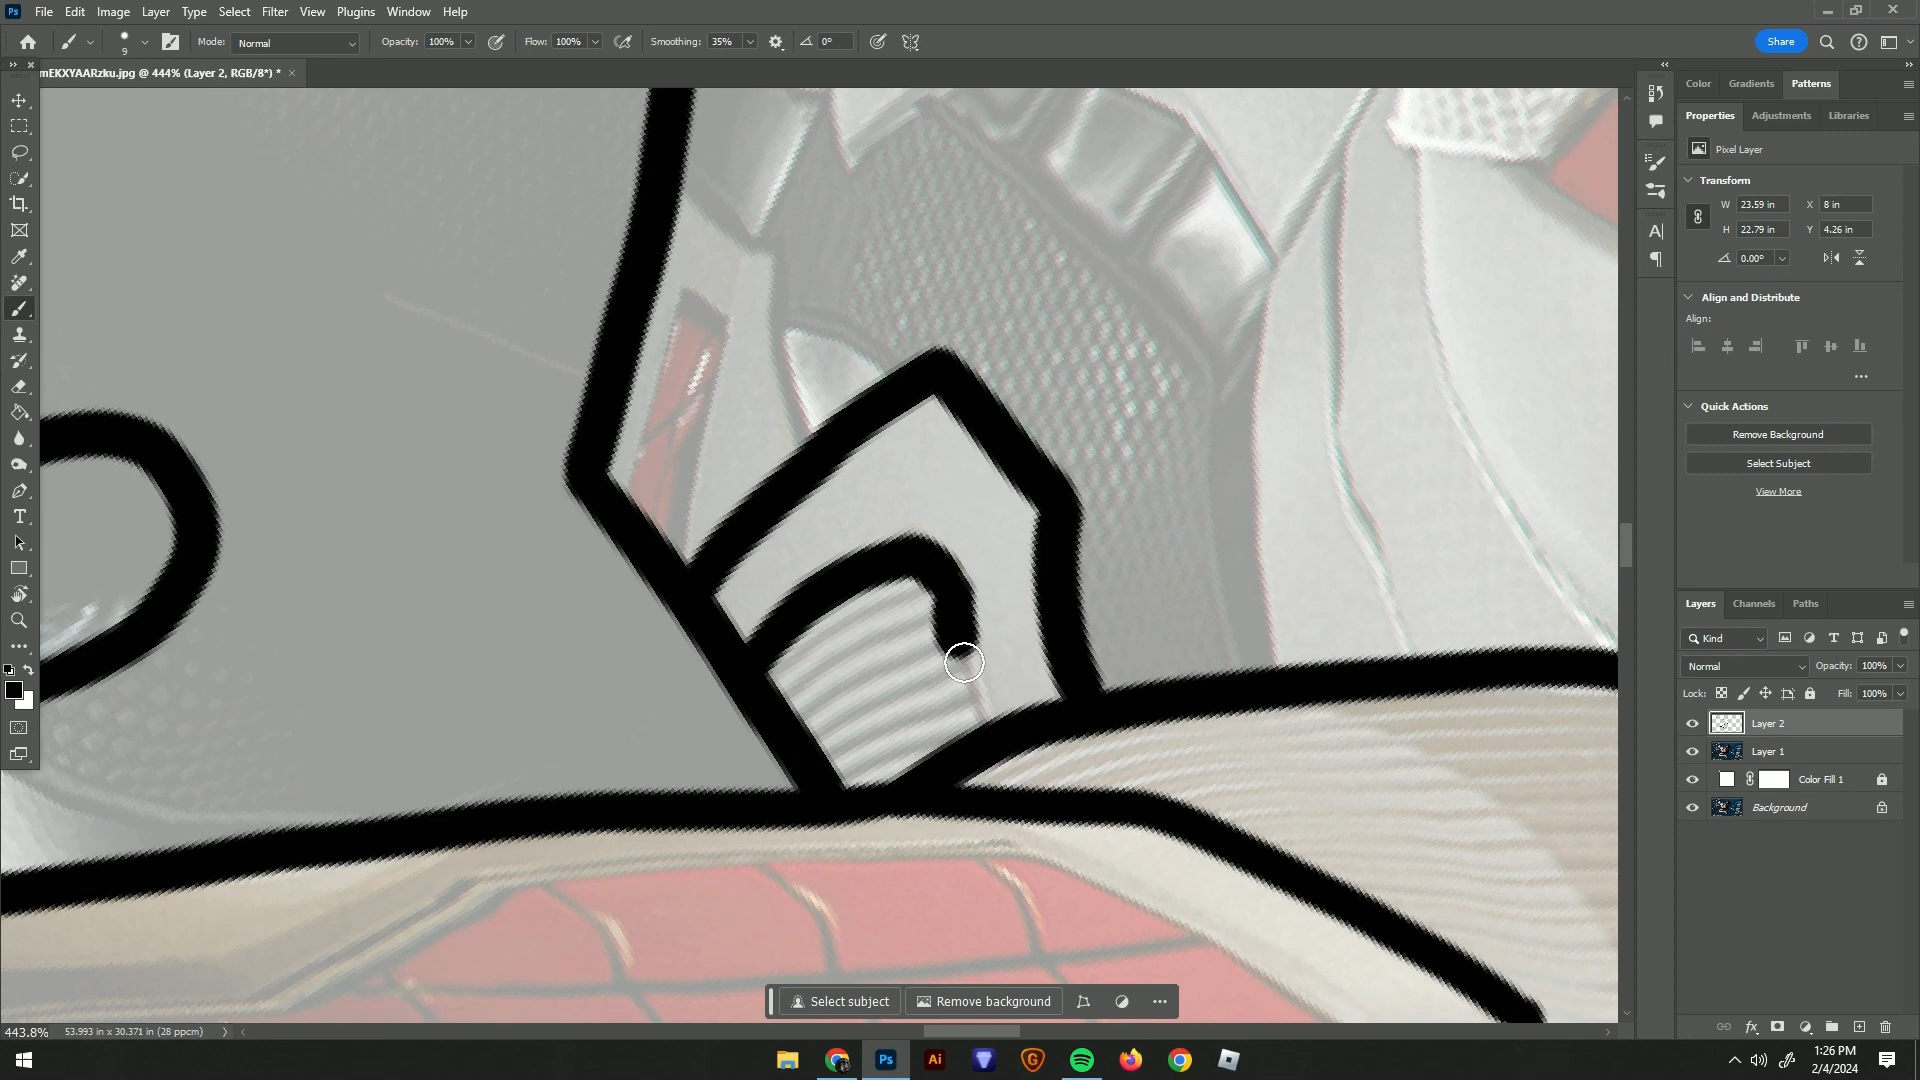 Ps File Edit Image Layer Type Select Filter View Plugins Window Help
9 Mode: Normal Opacity: 100% Flow: 100% Smoothing: 35% 0° Share
mEKXYAARzku.jpg @ 444% (Layer 2, RGB/8*) * ×
Color Gradients Patterns
Properties Adjustments Libraries
Pixel Layer
Transform
W 23.59 in X 8 in
H 22.79 in Y 4.26 in
0.00°
Align and Distribute
Align:
Quick Actions
Remove Background
Select Subject
View More
Layers Channels Paths
Kind
Normal Opacity: 100%
Lock: Fill: 100%
Layer 2
Layer 1
Color Fill 1
Background
Select subject Remove background
443.8% 53.993 in x 30.371 in (28 ppcm)
Ps Ai
1:26 PM
2/4/2024